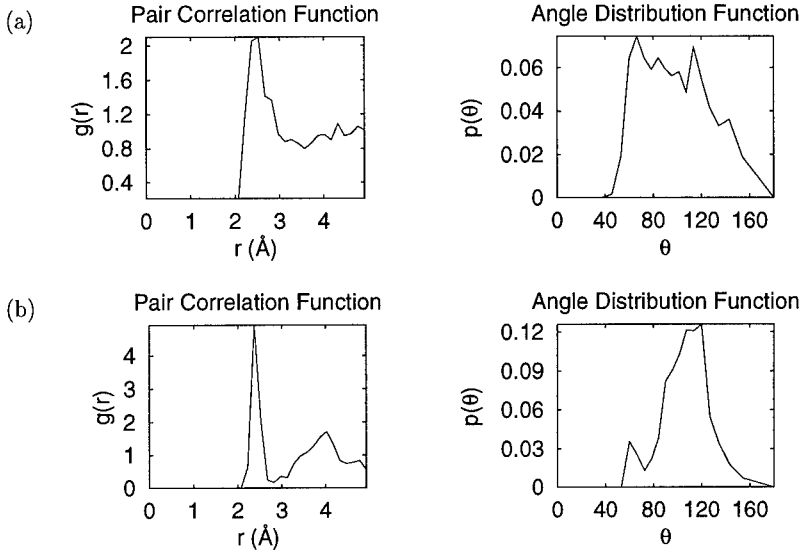 (a)
Pair Correlation Function
2
1.6
1.2
0.8
0.4
g(r)
0 1 2 3 4
r (Å)
Angle Distribution Function
0.06
0.04
0.02
0
p(θ)
0 40 80 120 160
θ
(b)
Pair Correlation Function
4
3
2
1
0
g(r)
0 1 2 3 4
r (Å)
Angle Distribution Function
0.12
0.09
0.06
0.03
0
p(θ)
0 40 80 120 160
θ